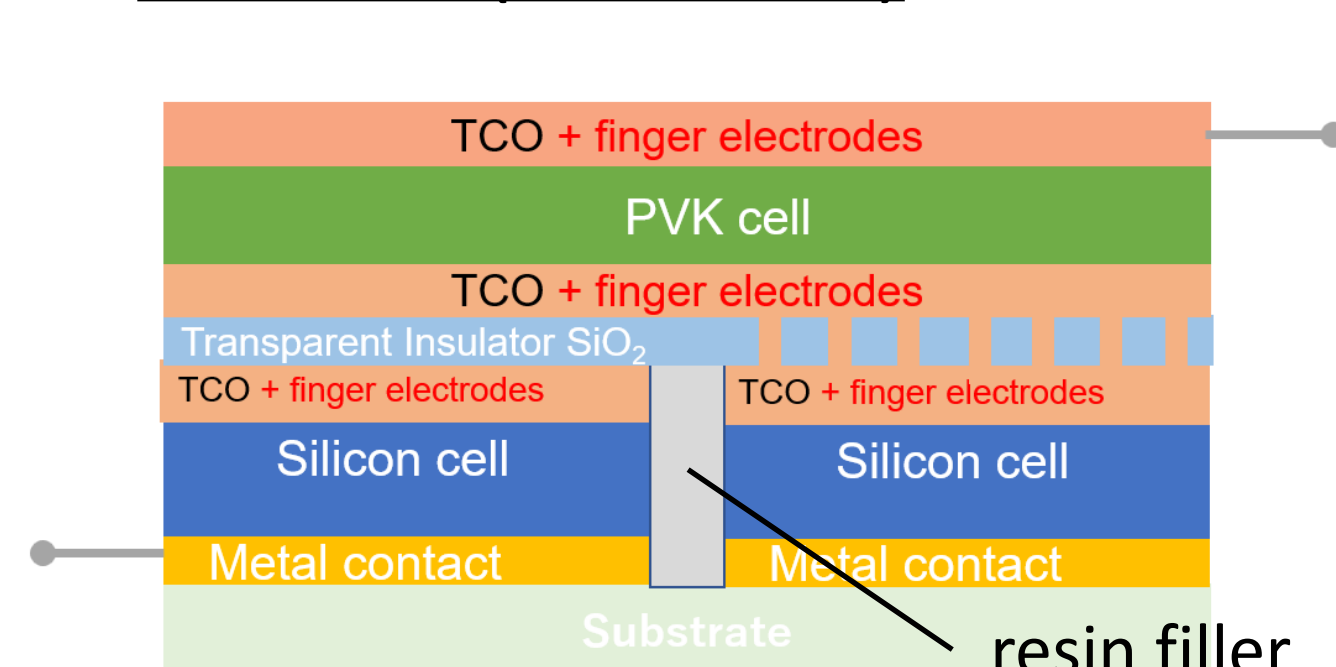 TCO + finger electrodes
PVK cell
TCO + finger electrodes
Transparent Insulator SiO₂
TCO + finger electrodes
TCO + finger electrodes
Silicon cell
Silicon cell
Metal contact
Metal contact
Substrate
resin filler